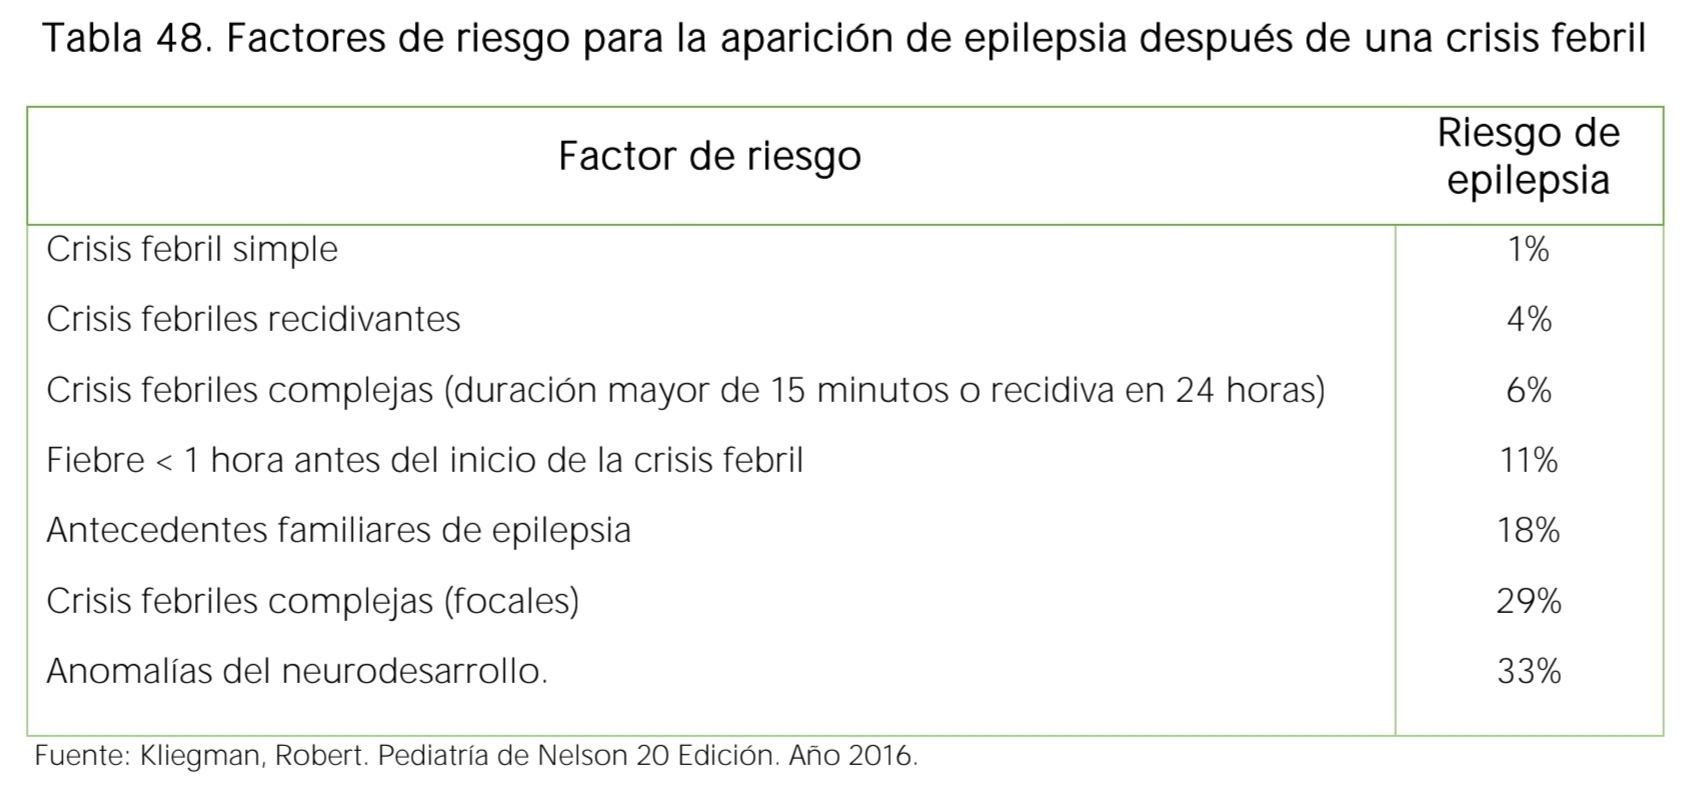 Tabla 48. Factores de riesgo para la aparición de epilepsia después de una crisis febril
Factor de riesgo
Riesgo de
epilepsia
Crisis febril simple 1%
Crisis febriles recidivantes 4%
Crisis febriles complejas (duración mayor de 15 minutos o recidiva en 24 horas) 6%
Fiebre < 1 hora antes del inicio de la crisis febril 11%
Antecedentes familiares de epilepsia 18%
Crisis febriles complejas (focales) 29%
Anomalías del neurodesarrollo. 33%
Fuente: Kliegman, Robert. Pediatría de Nelson 20 Edición. Año 2016.